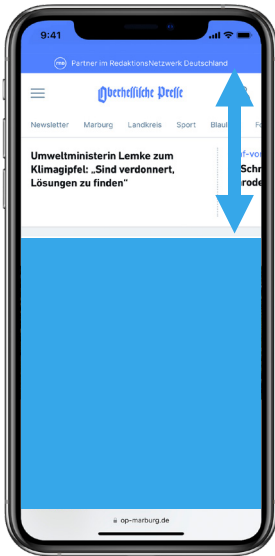 9:41
rnd Partner im RedaktionsNetzwerk Deutschland
Oberhessische Presse
Newsletter Marburg Landkreis Sport
Umweltministerin Lemke zum
Klimagipfel: „Sind verdonnert,
Lösungen zu finden“
op-marburg.de